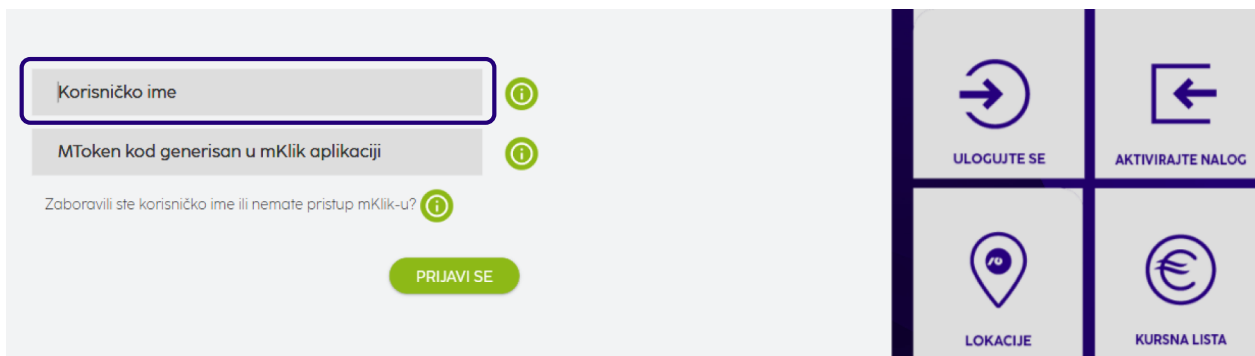 Korisničko ime
MToken kod generisan u mKlik aplikaciji
Zaboravili ste korisničko ime ili nemate pristup mKlik-u?
PRIJAVI SE
ULOGUJTE SE
AKTIVIRAJTE NALOG
LOKACIJE
KURSNA LISTA